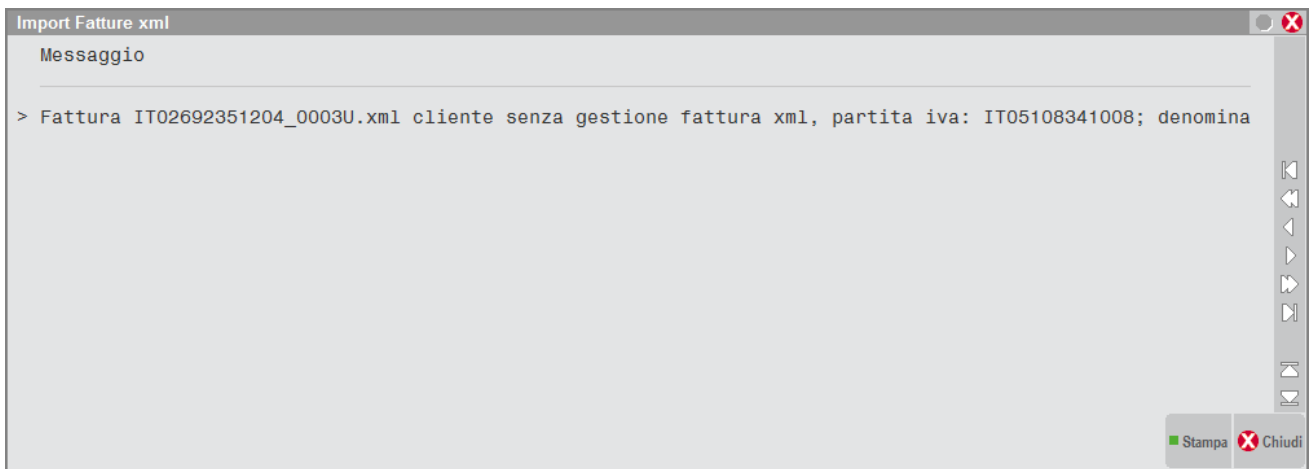 Import Fatture xml
Messaggio
> Fattura IT02692351204_0003U.xml cliente senza gestione fattura xml, partita iva: IT05108341008; denomina
Stampa
Chiudi